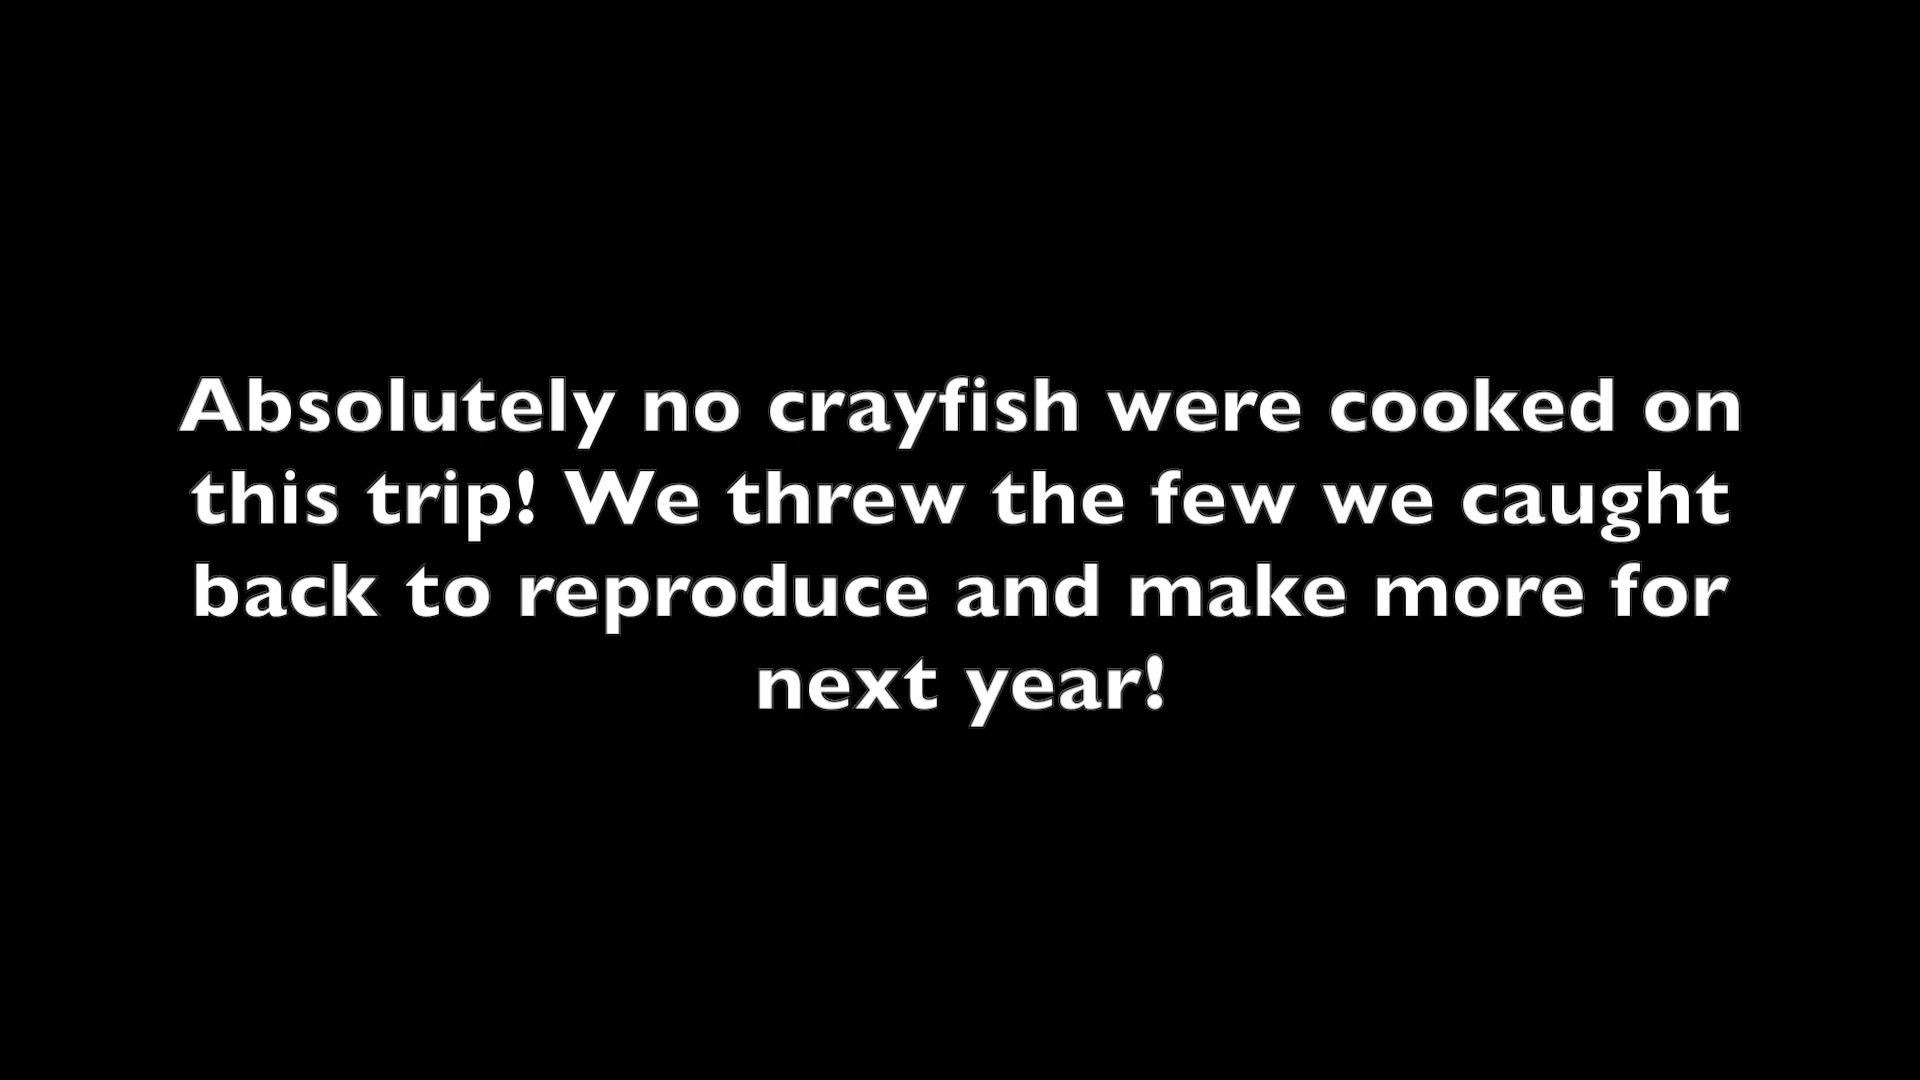 Absolutely no crayfish were cooked on
this trip! We threw the few we caught
back to reproduce and make more for
next year!